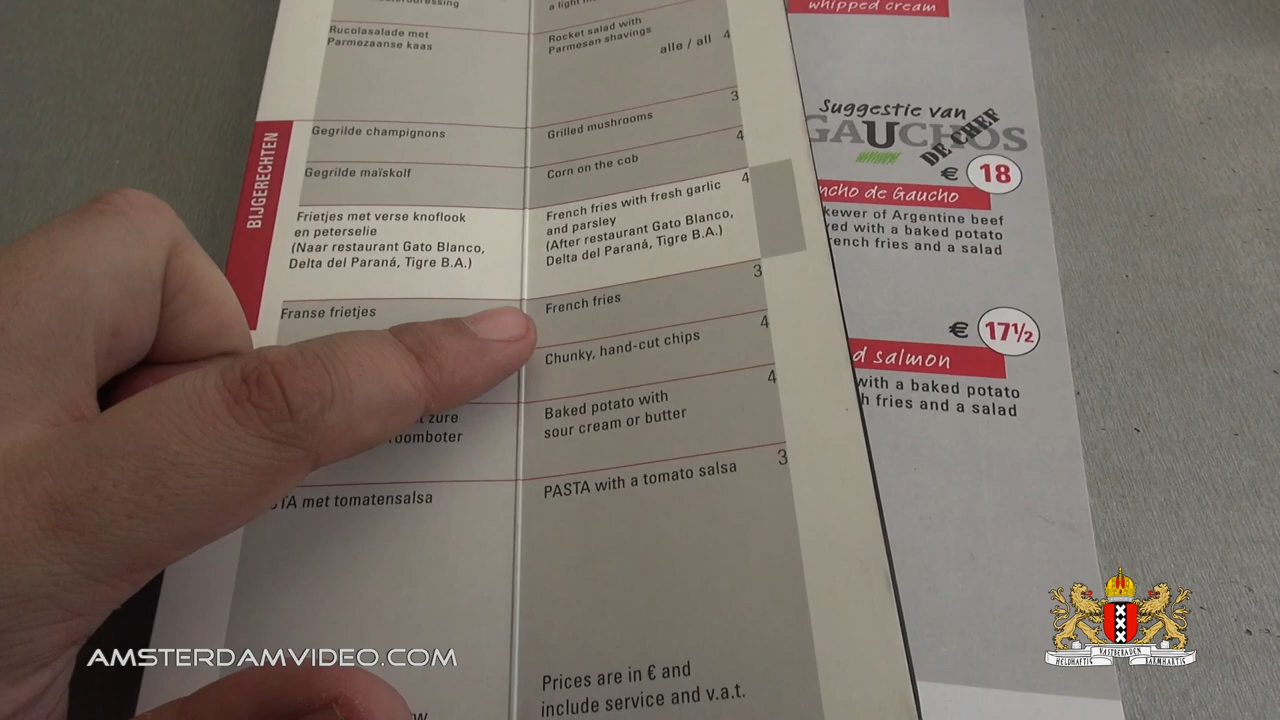 a light
Rucolasalade met
Parmezaanse kaas
Rocket salad with
Parmesan shavings
alle / all 4
BIJGERECHTEN
3
Gegrilde champignons
Grilled mushrooms
4
Gegrilde maïskolf
Corn on the cob
4
Frietjes met verse knoflook
en peterselie
(Naar restaurant Gato Blanco,
Delta del Paraná, Tigre B.A.)
French fries with fresh garlic
and parsley
(After restaurant Gato Blanco,
Delta del Paraná, Tigre B.A.)
3
Franse frietjes
French fries
4
Chunky, hand-cut chips
4
zure
oomboter
Baked potato with
sour cream or butter
3
TA met tomatensalsa
PASTA with a tomato salsa
Prices are in € and
include service and v.a.t.
whipped cream
Suggestie van
GAUCHOS
DE CHEF
€ 18
ncho de Gaucho
kewer of Argentine beef
ved with a baked potato
rench fries and a salad
€ 17½
d salmon
with a baked potato
h fries and a salad
AMSTERDAMVIDEO.COM
HELDHAFTIG VASTBERADEN BARMHARTIG